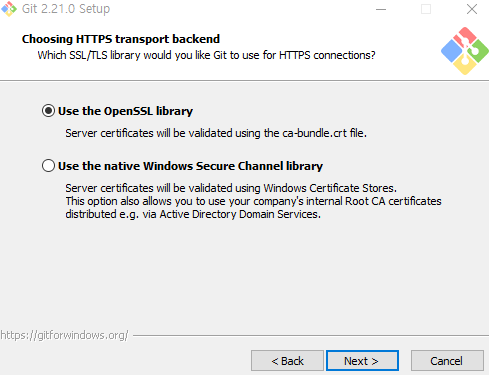 Git 2.21.0 Setup
Choosing HTTPS transport backend
Which SSL/TLS library would you like Git to use for HTTPS connections?
Use the OpenSSL library
Server certificates will be validated using the ca-bundle.crt file.
Use the native Windows Secure Channel library
Server certificates will be validated using Windows Certificate Stores.
This option also allows you to use your company's internal Root CA certificates
distributed e.g. via Active Directory Domain Services.
https://gitforwindows.org/
< Back
Next >
Cancel